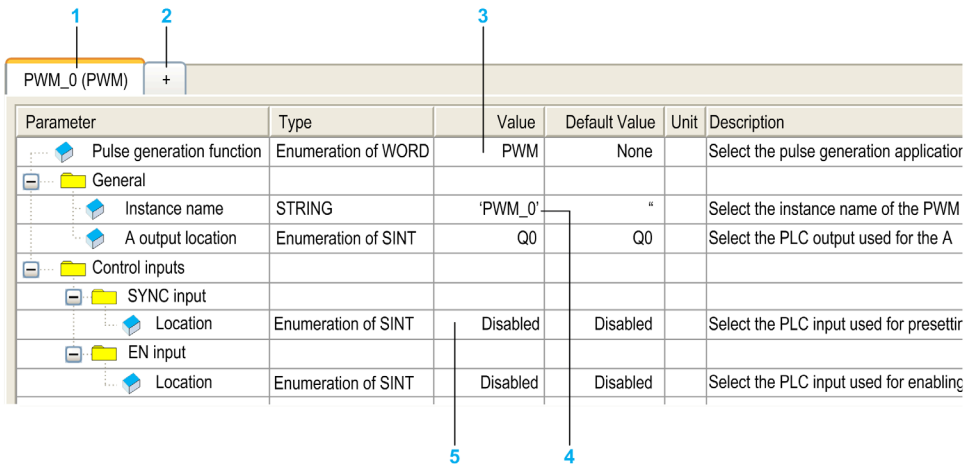 1 2 3
PWM_0 (PWM) +
Parameter Type Value Default Value Unit Description
Pulse generation function Enumeration of WORD PWM None Select the pulse generation application
General
Instance name STRING ‘PWM_0’ “ Select the instance name of the PWM
A output location Enumeration of SINT Q0 Q0 Select the PLC output used for the A
Control inputs
SYNC input
Location Enumeration of SINT Disabled Disabled Select the PLC input used for presettin
EN input
Location Enumeration of SINT Disabled Disabled Select the PLC input used for enabling
5 4